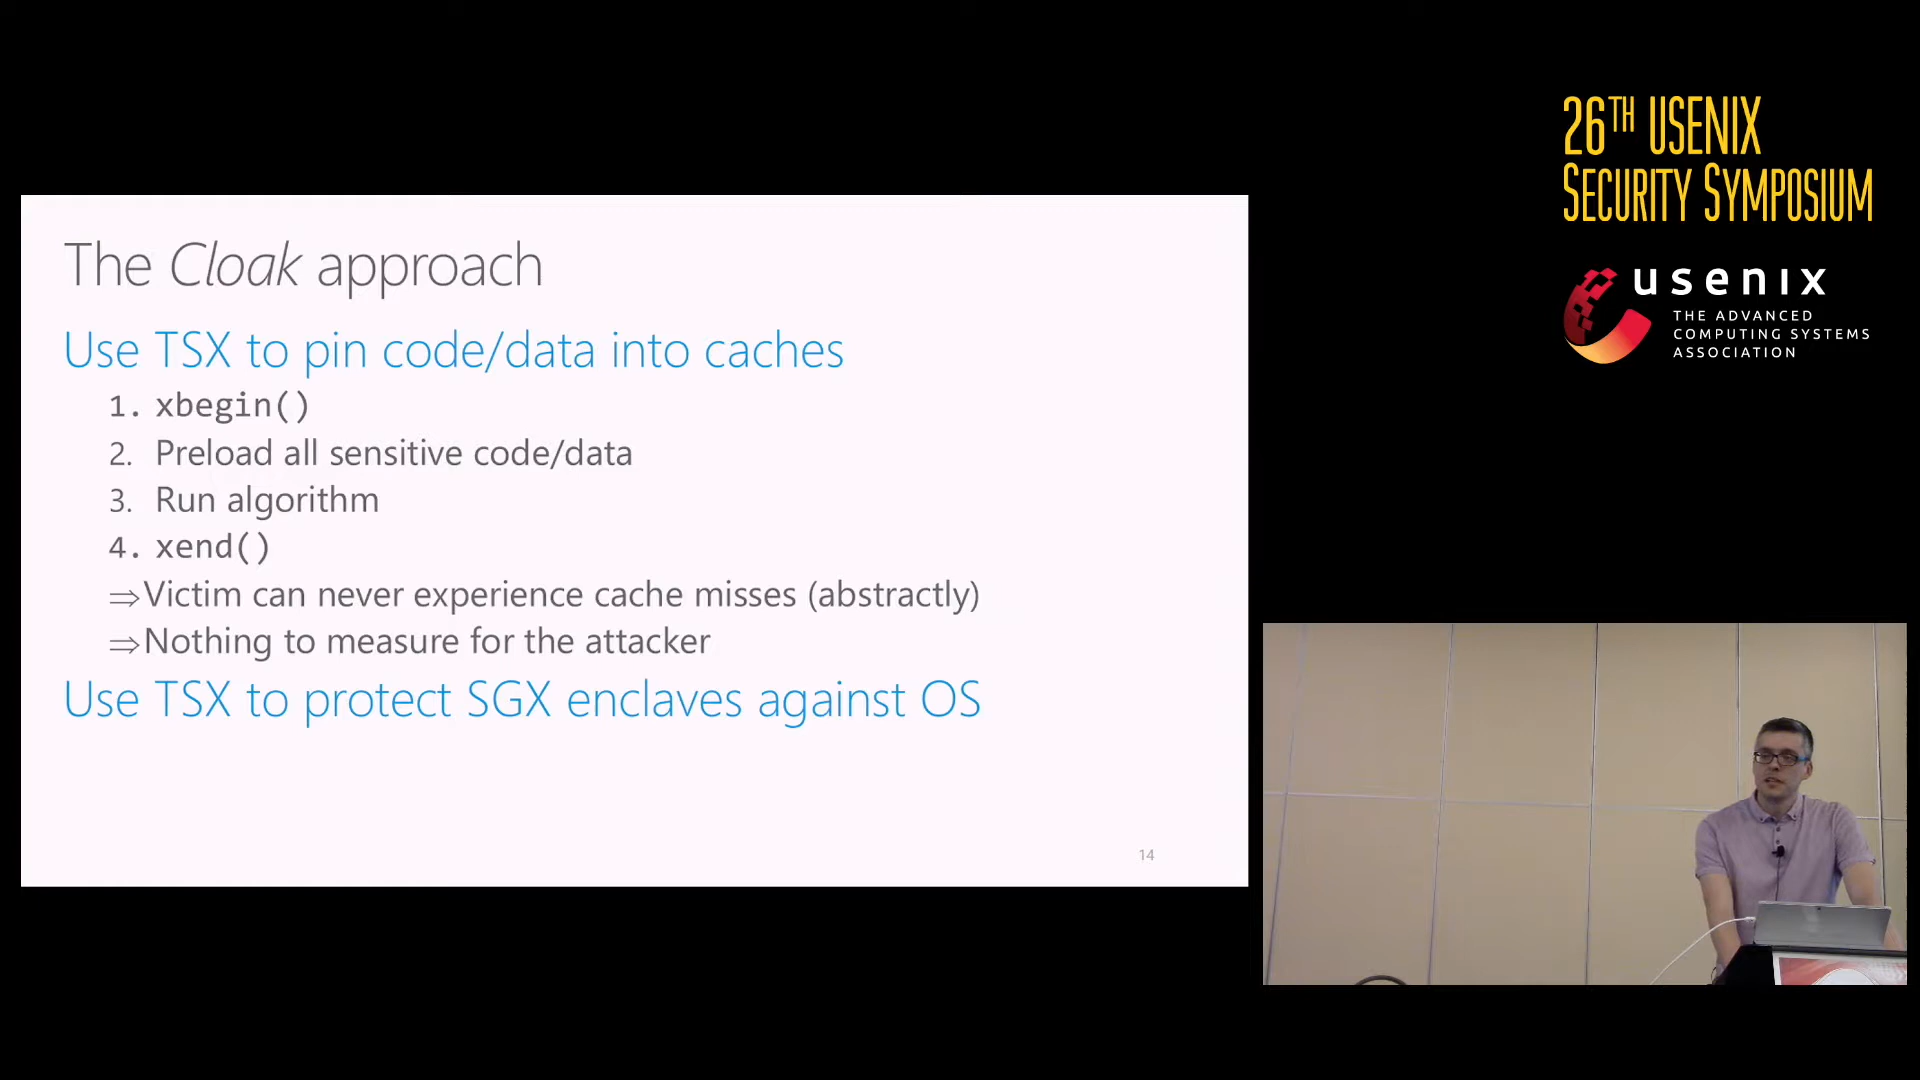 26TH USENIX
SECURITY SYMPOSIUM
usenix
THE ADVANCED
COMPUTING SYSTEMS
ASSOCIATION
The Cloak approach
Use TSX to pin code/data into caches
1. xbegin()
2. Preload all sensitive code/data
3. Run algorithm
4. xend()
⇒Victim can never experience cache misses (abstractly)
⇒Nothing to measure for the attacker
Use TSX to protect SGX enclaves against OS
14